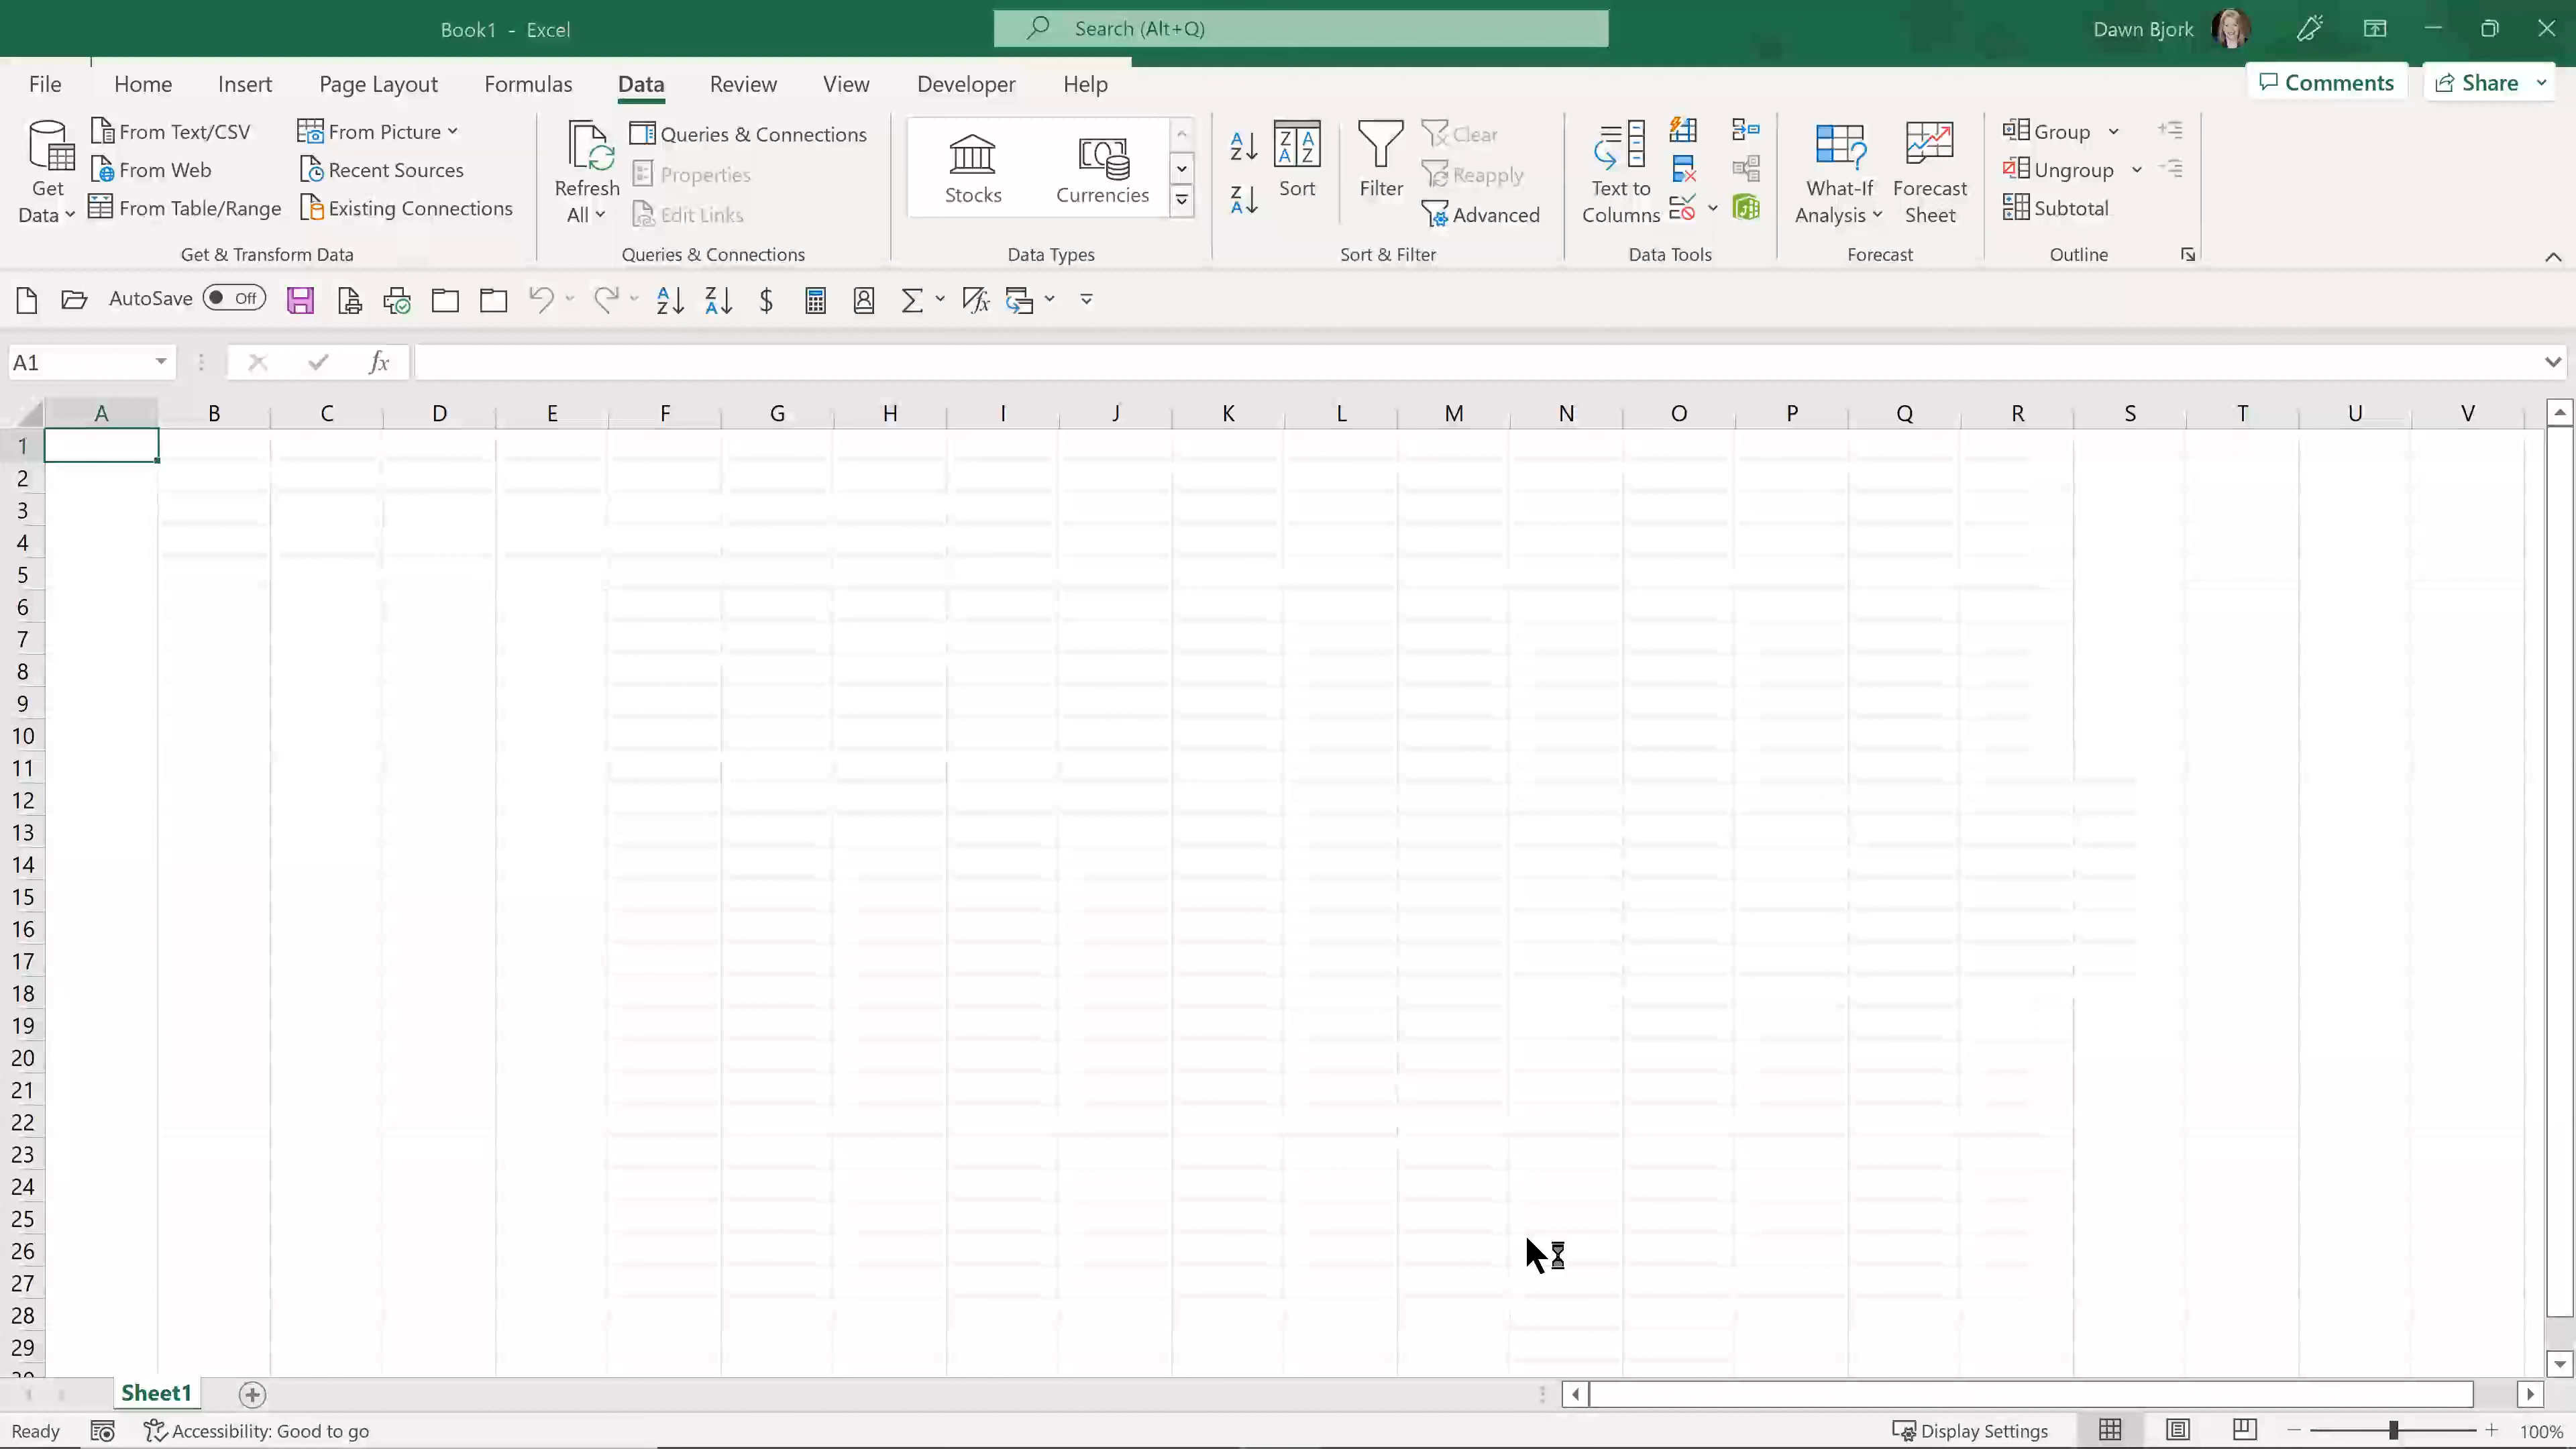 Book1 - Excel
Search (Alt+Q)
Dawn Bjork
File Home Insert Page Layout Formulas Data Review View Developer Help
Comments Share
Get Data
From Text/CSV
From Web
From Table/Range
From Picture
Recent Sources
Existing Connections
Get & Transform Data
Refresh All
Queries & Connections
Properties
Edit Links
Queries & Connections
Stocks
Currencies
Data Types
Sort
Filter
Clear
Reapply
Advanced
Sort & Filter
Text to Columns
Data Tools
What-If Analysis
Forecast Sheet
Forecast
Group
Ungroup
Subtotal
Outline
AutoSave Off
A1 fx
A B C D E F G H I J K L M N O P Q R S T U V
1
2
3
4
5
6
7
8
9
10
11
12
13
14
15
16
17
18
19
20
21
22
23
24
25
26
27
28
29
Sheet1
Ready Accessibility: Good to go Display Settings 100%